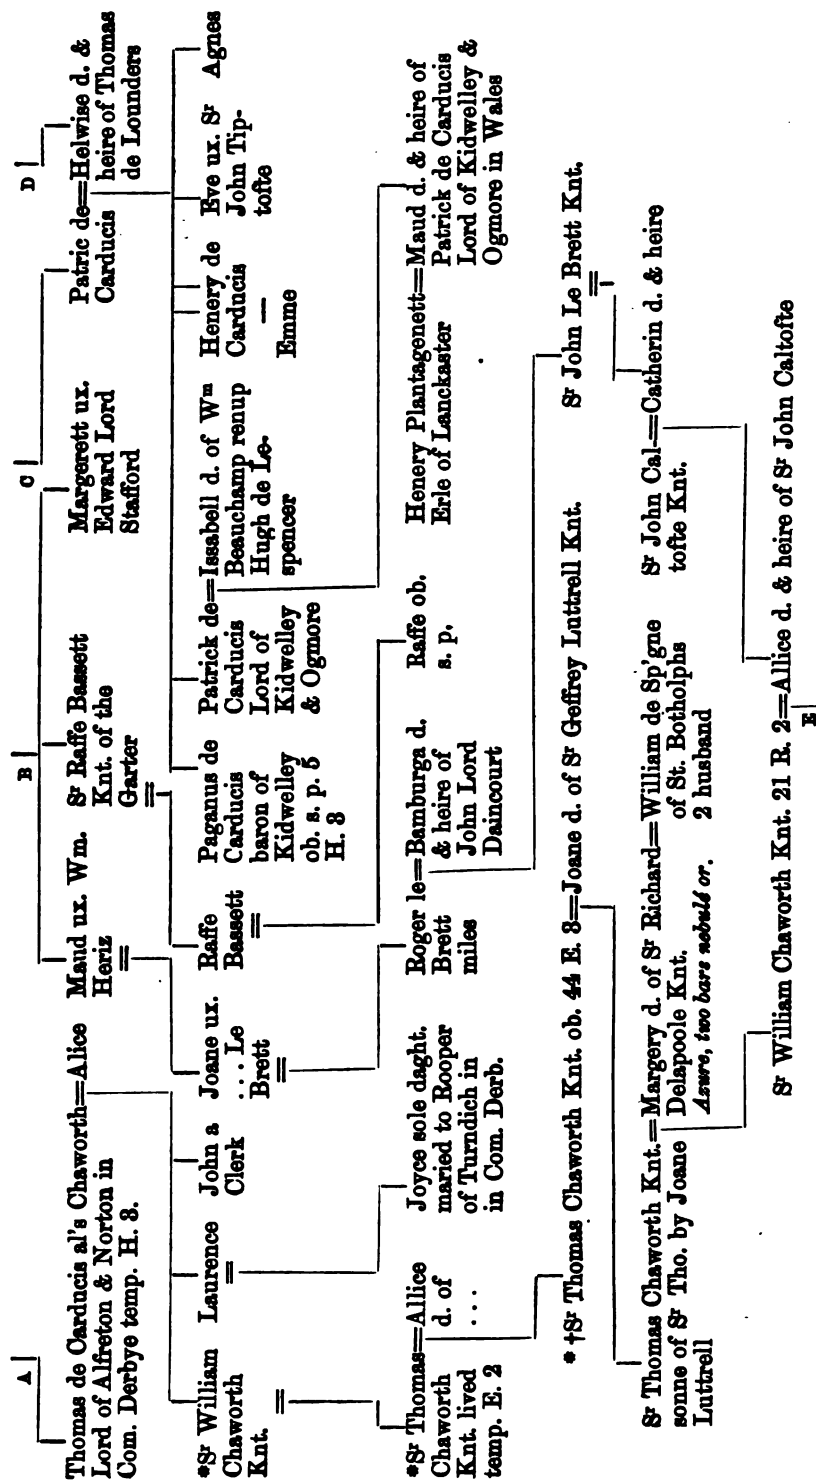 A
B
C
D
Thomas de Carducis al's Chaworth=Alice
Lord of Alfreton & Norton in
Com. Derbye temp. H. 3.
Maud ux. Wm.
Heriz
=
Sr Raffe Bassett
Knt. of the
Garter
=
Margerett ux.
Edward Lord
Stafford
Patric de=Helwise d. &
Carducis heire of Thomas
de Lounders
*Sr William
Chaworth
Knt.
=
Laurence
=
John a
Clerk
Joane ux.
... Le
Brett
=
Raffe
Bassett
=
Paganus de
Carducis
baron of
Kidwelley
ob. s. p. 5
H. 3
Patrick de=Issabell d. of Wm
Carducis Beauchamp renup
Lord of Hugh de Le-
Kidwelley spencer
& Ogmore
Henery de
Carducis
—
Emme
Eve ux. Sr
John Tip-
tofte
Agnes
*Sr Thomas=Allice
Chaworth d. of
Knt. lived ...
temp. E. 2
Joyce sole daght.
maried to Rooper
of Turndich in
in Com. Derb.
Roger le=Bamburga d.
Brett & heire of
miles John Lord
Daincourt
Raffe ob.
s. p.
Henery Plantagenett=Maud d. & heire of
Erle of Lanckaster Patrick de Carducis
Lord of Kidwelley &
Ogmore in Wales
*†Sr Thomas Chaworth Knt. ob. 44 E. 3=Joane d. of Sr Geffrey Luttrell Knt.
Sr John Le Brett Knt.
=
Sr Thomas Chaworth Knt.=Margery d. of Sr Richard=William de Sp'gne
sonne of Sr Tho. by Joane Delapoole Knt. of St. Botholphs
Luttrell Azure, two bars nebulé or. 2 husband
Sr John Cal-=Catherin d. & heire
tofte Knt.
Sr William Chaworth Knt. 21 R. 2=Allice d. & heire of Sr John Caltofte
E